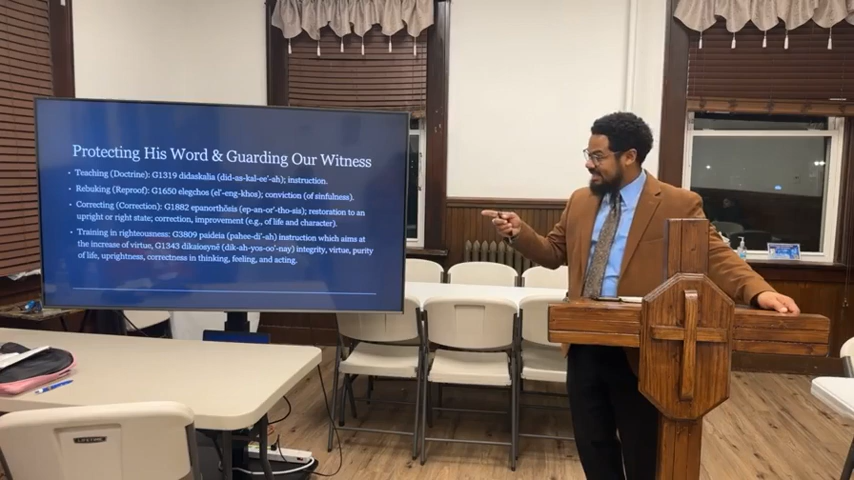 Protecting His Word & Guarding Our Witness
• Teaching (Doctrine): G1319 didaskalia (did-as-kal-ee'-ah); instruction.
• Rebuking (Reproof): G1650 elegchos (el'-eng-khos); conviction (of sinfulness).
• Correcting (Correction): G1882 epanorthōsis (ep-an-or'-tho-sis); restoration to an
upright or right state; correction, improvement (e.g., of life and character).
• Training in righteousness: G3809 paideia (pahee-di'-ah) instruction which aims at
the increase of virtue, G1343 dikaiosynē (dik-ah-yos-oo'-nay) integrity, virtue, purity
of life, uprightness, correctness in thinking, feeling, and acting.
LIFETIME